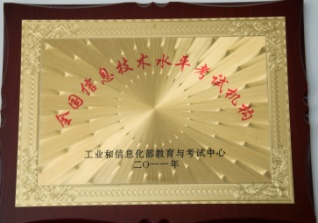 全国信息技术水平考试机构
工业和信息化部教育与考试中心
二〇一一年